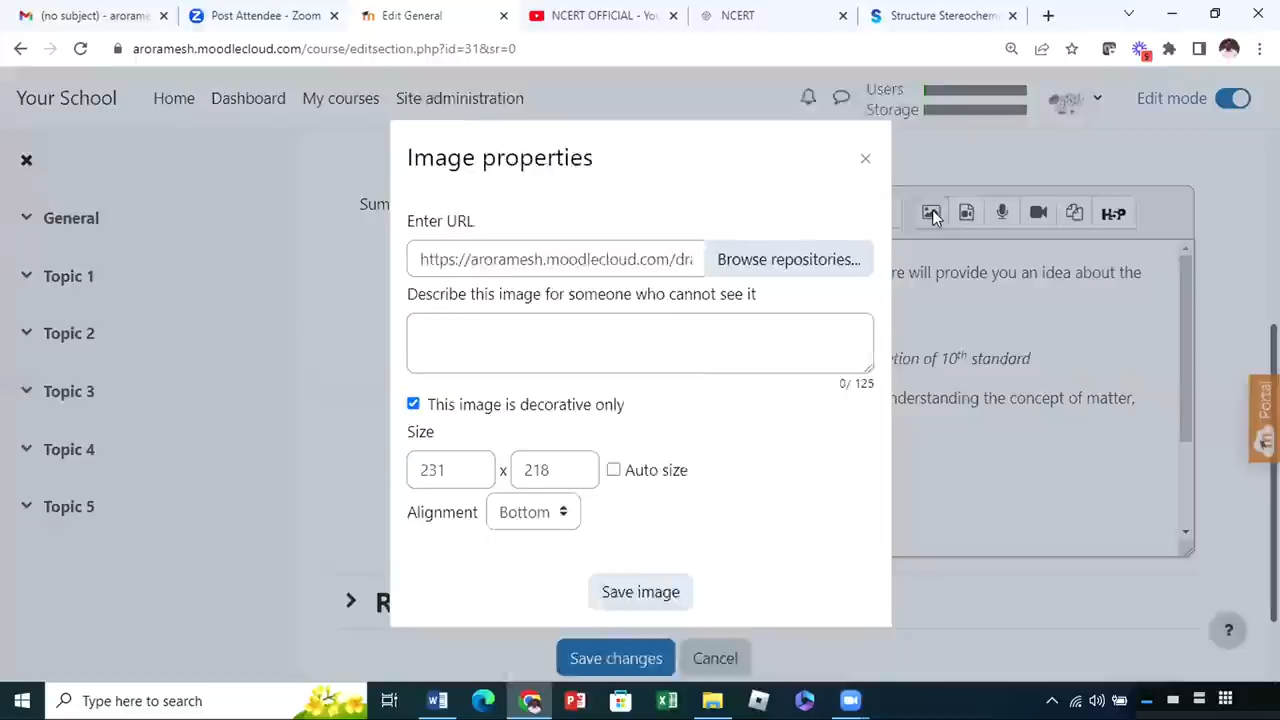 (no subject) - arorame
Post Attendee - Zoom
Edit General
NCERT OFFICIAL - You
NCERT
Structure Stereochem
aroramesh.moodlecloud.com/course/editsection.php?id=31&sr=0
Your School
Home
Dashboard
My courses
Site administration
Users
Storage
Edit mode
Image properties
General
Topic 1
Topic 2
Topic 3
Topic 4
Topic 5
Sum
Enter URL
https://aroramesh.moodlecloud.com/dra
Browse repositories...
Describe this image for someone who cannot see it
0/ 125
This image is decorative only
Size
231 x 218
Auto size
Alignment
Bottom
Save image
H5P
re will provide you an idea about the
tion of 10th standard
nderstanding the concept of matter,
R
Portal
?
Save changes
Cancel
Type here to search